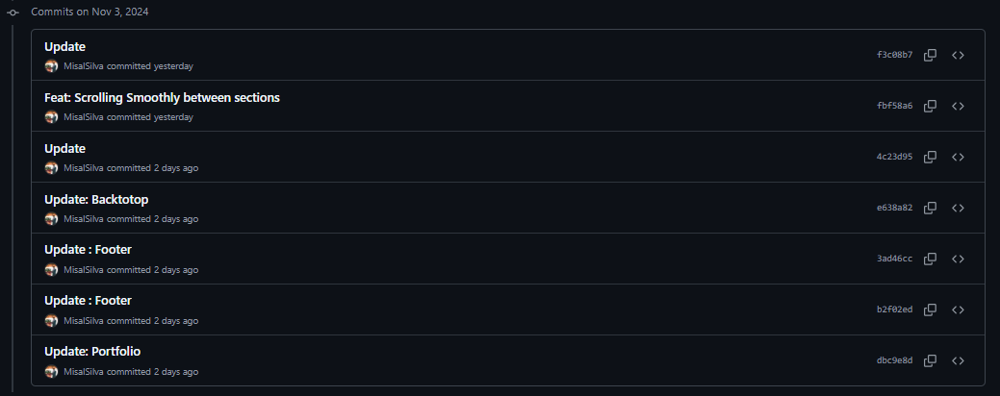 Commits on Nov 3, 2024
Update
MisalSilva committed yesterday
f3c08b7
Feat: Scrolling Smoothly between sections
MisalSilva committed yesterday
fbf58a6
Update
MisalSilva committed 2 days ago
4c23d95
Update: Backtotop
MisalSilva committed 2 days ago
e638a82
Update : Footer
MisalSilva committed 2 days ago
3ad46cc
Update : Footer
MisalSilva committed 2 days ago
b2f02ed
Update: Portfolio
MisalSilva committed 2 days ago
dbc9e8d